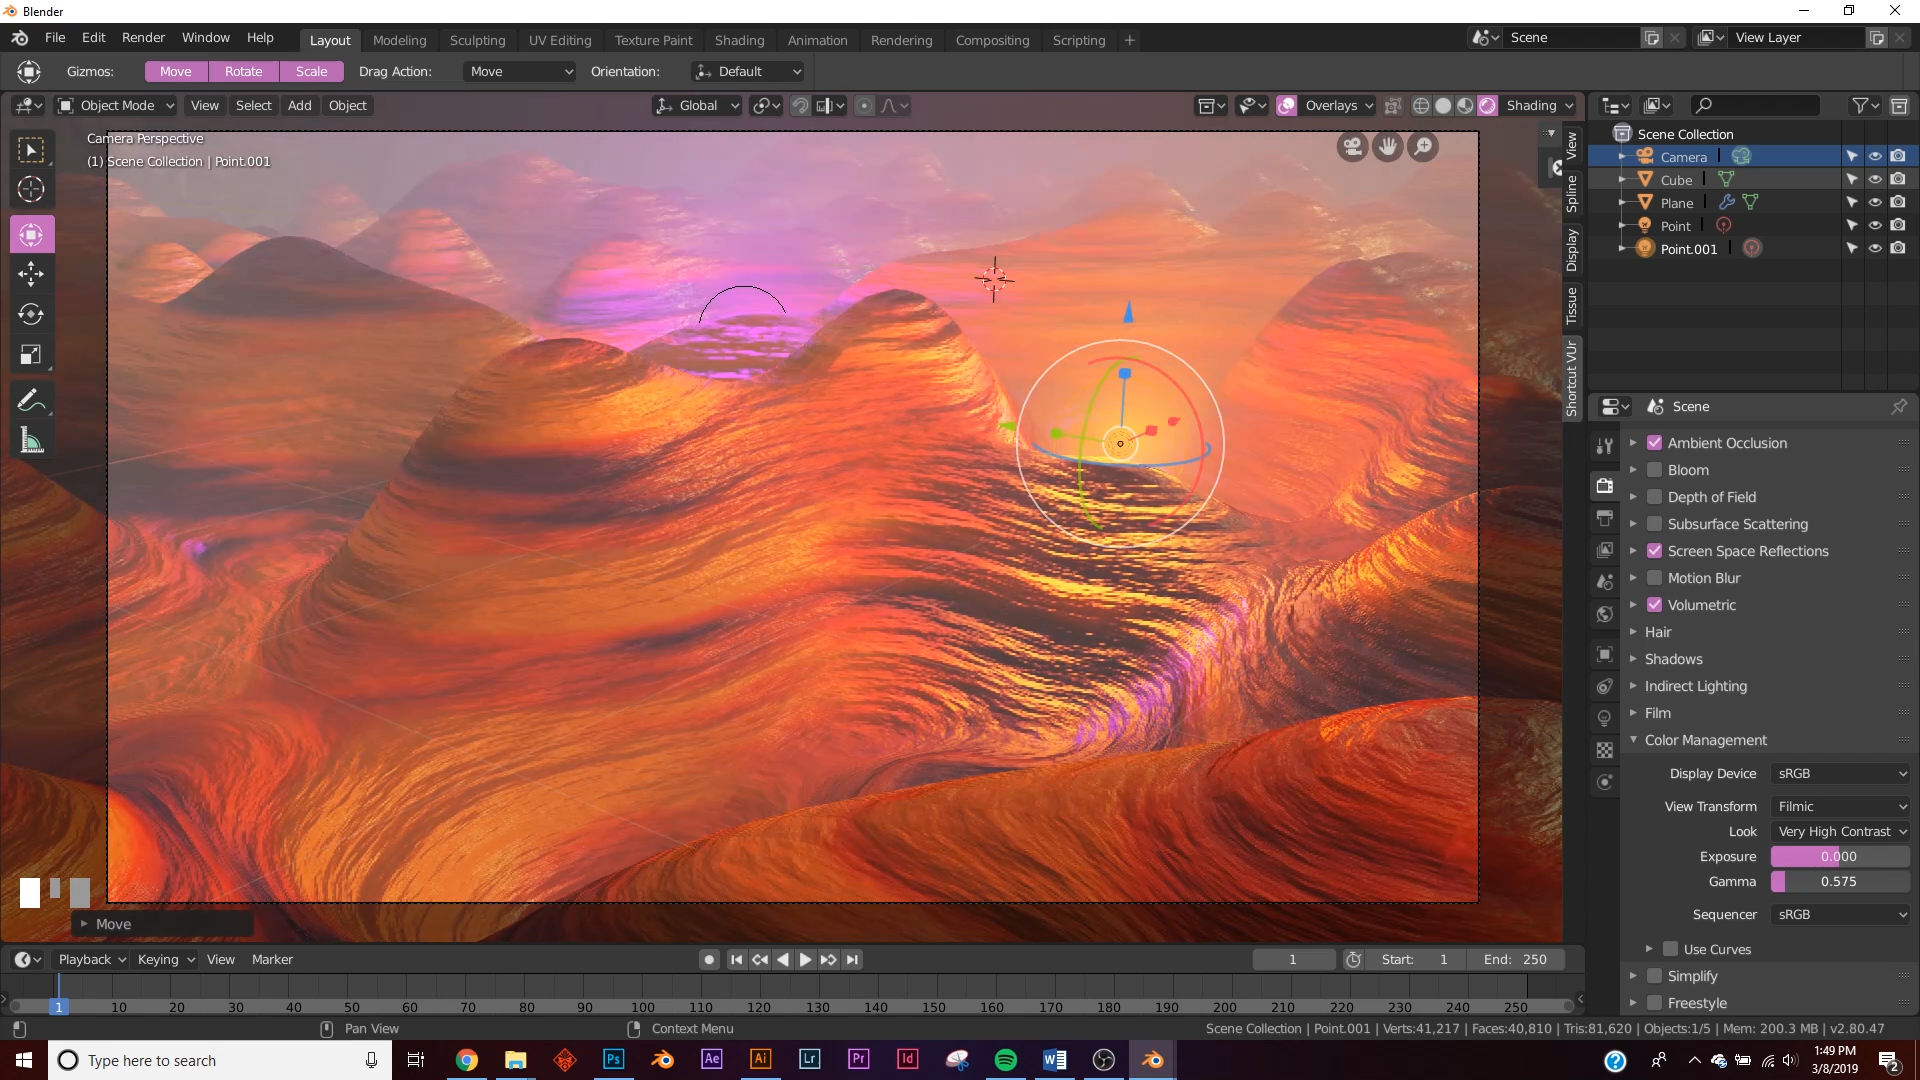 Blender
File Edit Render Window Help
Layout Modeling Sculpting UV Editing Texture Paint Shading Animation Rendering Compositing Scripting +
Scene
View Layer
Gizmos: Move Rotate Scale Drag Action: Move Orientation: Default
Object Mode View Select Add Object
Global
Overlays
Shading
Camera Perspective
(1) Scene Collection | Point.001
View
Spline
Display
Tissue
Shortcut VUr
Scene Collection
Camera
Cube
Plane
Point
Point.001
Scene
Ambient Occlusion
Bloom
Depth of Field
Subsurface Scattering
Screen Space Reflections
Motion Blur
Volumetric
Hair
Shadows
Indirect Lighting
Film
Color Management
Display Device sRGB
View Transform Filmic
Look Very High Contrast
Exposure 0.000
Gamma 0.575
Sequencer sRGB
Use Curves
Simplify
Freestyle
Move
Playback Keying View Marker
1
Start: 1
End: 250
1 10 20 30 40 50 60 70 80 90 100 110 120 130 140 150 160 170 180 190 200 210 220 230 240 250
Pan View
Context Menu
Scene Collection | Point.001 | Verts:41,217 | Faces:40,810 | Tris:81,620 | Objects:1/5 | Mem: 200.3 MB | v2.80.47
Type here to search
Ps
Ae
Ai
Lr
Pr
Id
W
1:49 PM
3/8/2019
2